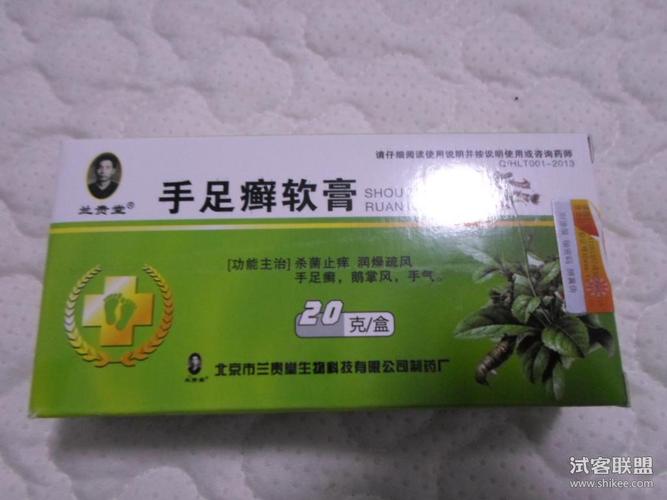 请仔细阅读使用说明并按说明使用或咨询药师
Q/HLT001-2013
兰贵堂®
手足癣软膏
SHOU
RUAN
[功能主治] 杀菌止痒 润燥疏风
手足癣，鹅掌风，手气。
20克/盒
兰贵堂®
北京市兰贵堂生物科技有限公司制药厂
试客联盟
www.shikee.com